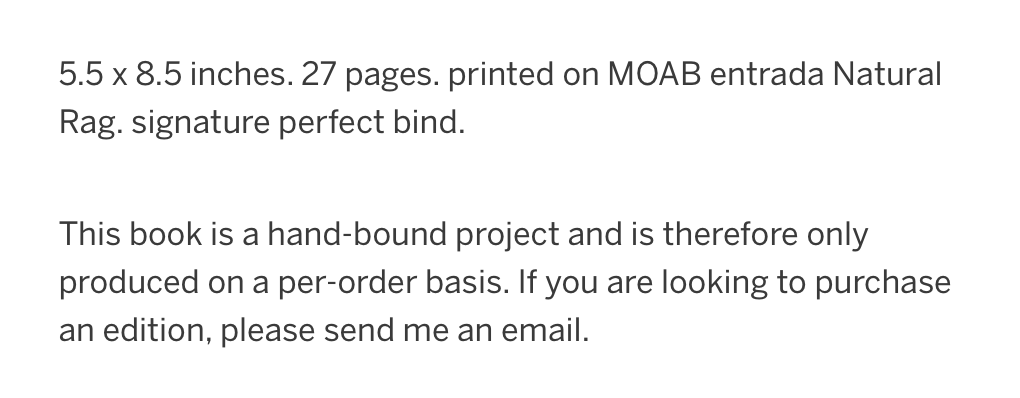 5.5 x 8.5 inches. 27 pages. printed on MOAB entrada Natural
Rag. signature perfect bind.
This book is a hand-bound project and is therefore only
produced on a per-order basis. If you are looking to purchase
an edition, please send me an email.